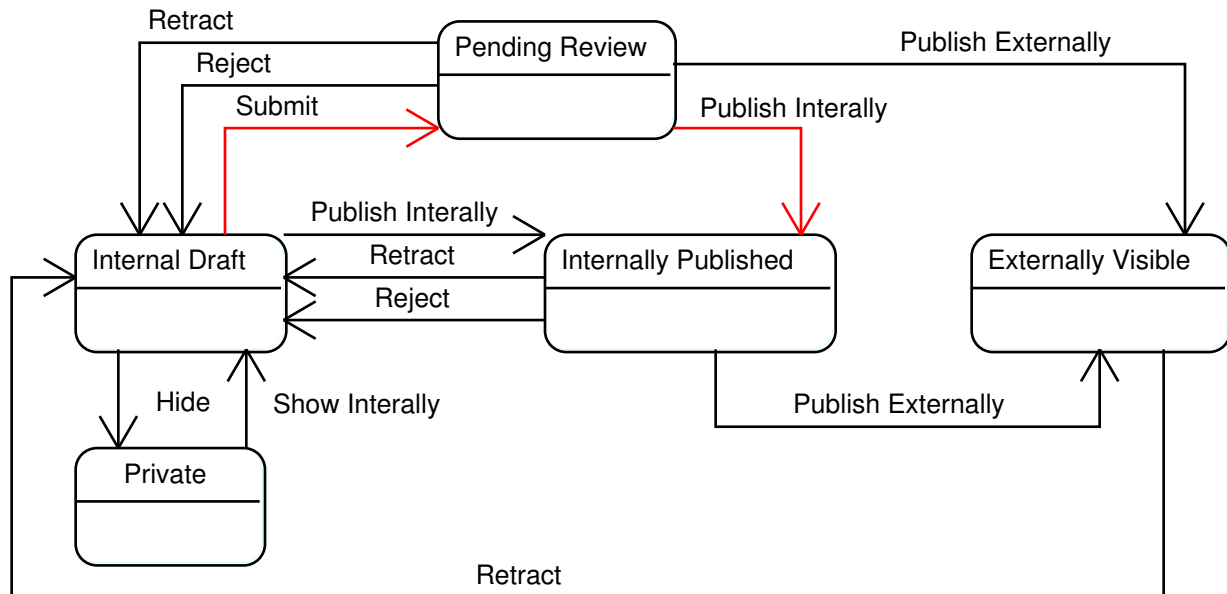 Retract
Pending Review
Publish Externally
Reject
Submit
Publish Interally
Publish Interally
Internal Draft
Retract
Internally Published
Externally Visible
Reject
Hide
Show Interally
Publish Externally
Private
Retract